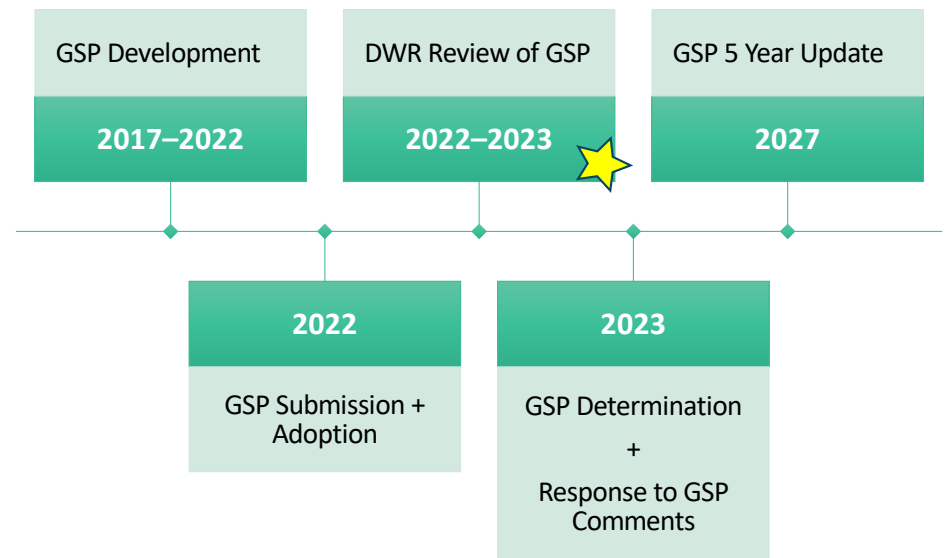 GSP Development
2017–2022
DWR Review of GSP
2022–2023
GSP 5 Year Update
2027
2022
GSP Submission +
Adoption
2023
GSP Determination
+
Response to GSP
Comments